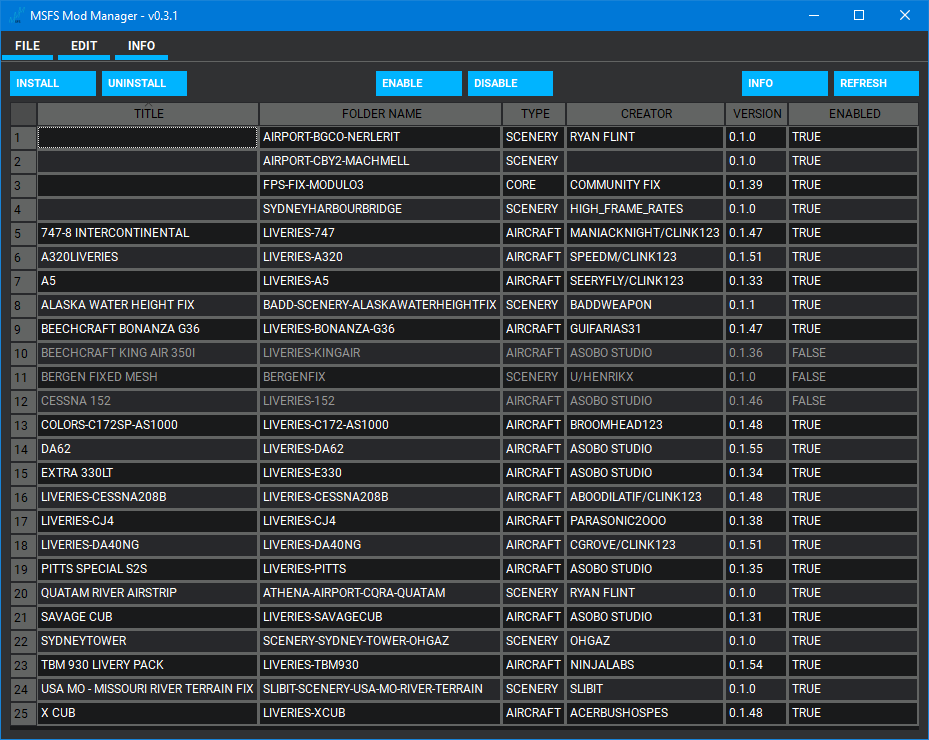 MSFS Mod Manager - v0.3.1
FILE EDIT INFO
INSTALL UNINSTALL ENABLE DISABLE INFO REFRESH
TITLE FOLDER NAME TYPE CREATOR VERSION ENABLED
1 AIRPORT-BGCO-NERLERIT SCENERY RYAN FLINT 0.1.0 TRUE
2 AIRPORT-CBY2-MACHMELL SCENERY 0.1.0 TRUE
3 FPS-FIX-MODULO3 CORE COMMUNITY FIX 0.1.39 TRUE
4 SYDNEYHARBOURBRIDGE SCENERY HIGH_FRAME_RATES 0.1.0 TRUE
5 747-8 INTERCONTINENTAL LIVERIES-747 AIRCRAFT MANIACKNIGHT/CLINK123 0.1.47 TRUE
6 A320LIVERIES LIVERIES-A320 AIRCRAFT SPEEDM/CLINK123 0.1.51 TRUE
7 A5 LIVERIES-A5 AIRCRAFT SEERYFLY/CLINK123 0.1.33 TRUE
8 ALASKA WATER HEIGHT FIX BADD-SCENERY-ALASKAWATERHEIGHTFIX SCENERY BADDWEAPON 0.1.1 TRUE
9 BEECHCRAFT BONANZA G36 LIVERIES-BONANZA-G36 AIRCRAFT GUIFARIAS31 0.1.47 TRUE
10 BEECHCRAFT KING AIR 350I LIVERIES-KINGAIR AIRCRAFT ASOBO STUDIO 0.1.36 FALSE
11 BERGEN FIXED MESH BERGENFIX SCENERY U/HENRIKX 0.1.0 FALSE
12 CESSNA 152 LIVERIES-152 AIRCRAFT ASOBO STUDIO 0.1.46 FALSE
13 COLORS-C172SP-AS1000 LIVERIES-C172-AS1000 AIRCRAFT BROOMHEAD123 0.1.48 TRUE
14 DA62 LIVERIES-DA62 AIRCRAFT ASOBO STUDIO 0.1.55 TRUE
15 EXTRA 330LT LIVERIES-E330 AIRCRAFT ASOBO STUDIO 0.1.34 TRUE
16 LIVERIES-CESSNA208B LIVERIES-CESSNA208B AIRCRAFT ABOODILATIF/CLINK123 0.1.48 TRUE
17 LIVERIES-CJ4 LIVERIES-CJ4 AIRCRAFT PARASONIC2000 0.1.38 TRUE
18 LIVERIES-DA40NG LIVERIES-DA40NG AIRCRAFT CGROVE/CLINK123 0.1.51 TRUE
19 PITTS SPECIAL S2S LIVERIES-PITTS AIRCRAFT ASOBO STUDIO 0.1.35 TRUE
20 QUATAM RIVER AIRSTRIP ATHENA-AIRPORT-CQRA-QUATAM SCENERY RYAN FLINT 0.1.0 TRUE
21 SAVAGE CUB LIVERIES-SAVAGECUB AIRCRAFT ASOBO STUDIO 0.1.31 TRUE
22 SYDNEYTOWER SCENERY-SYDNEY-TOWER-OHGAZ SCENERY OHGAZ 0.1.0 TRUE
23 TBM 930 LIVERY PACK LIVERIES-TBM930 AIRCRAFT NINJALABS 0.1.54 TRUE
24 USA MO - MISSOURI RIVER TERRAIN FIX SLIBIT-SCENERY-USA-MO-RIVER-TERRAIN SCENERY SLIBIT 0.1.0 TRUE
25 X CUB LIVERIES-XCUB AIRCRAFT ACERBUSHOSPES 0.1.48 TRUE